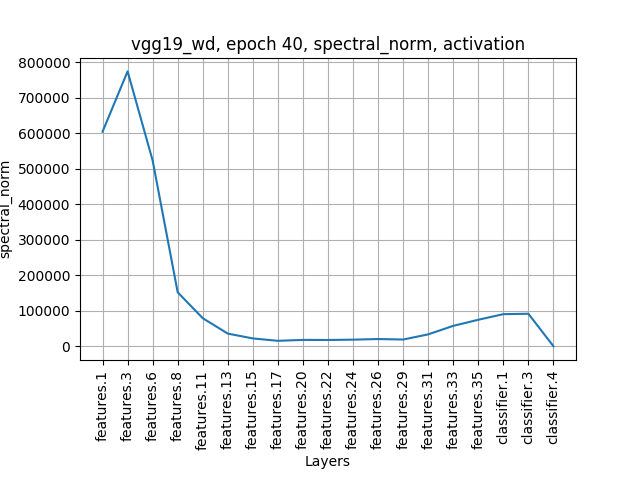 vgg19_wd, epoch 40, spectral_norm, activation
spectral_norm
800000
700000
600000
500000
400000
300000
200000
100000
0
features.1
features.3
features.6
features.8
features.11
features.13
features.15
features.17
features.20
features.22
features.24
features.26
features.29
features.31
features.33
features.35
classifier.1
classifier.3
classifier.4
Layers